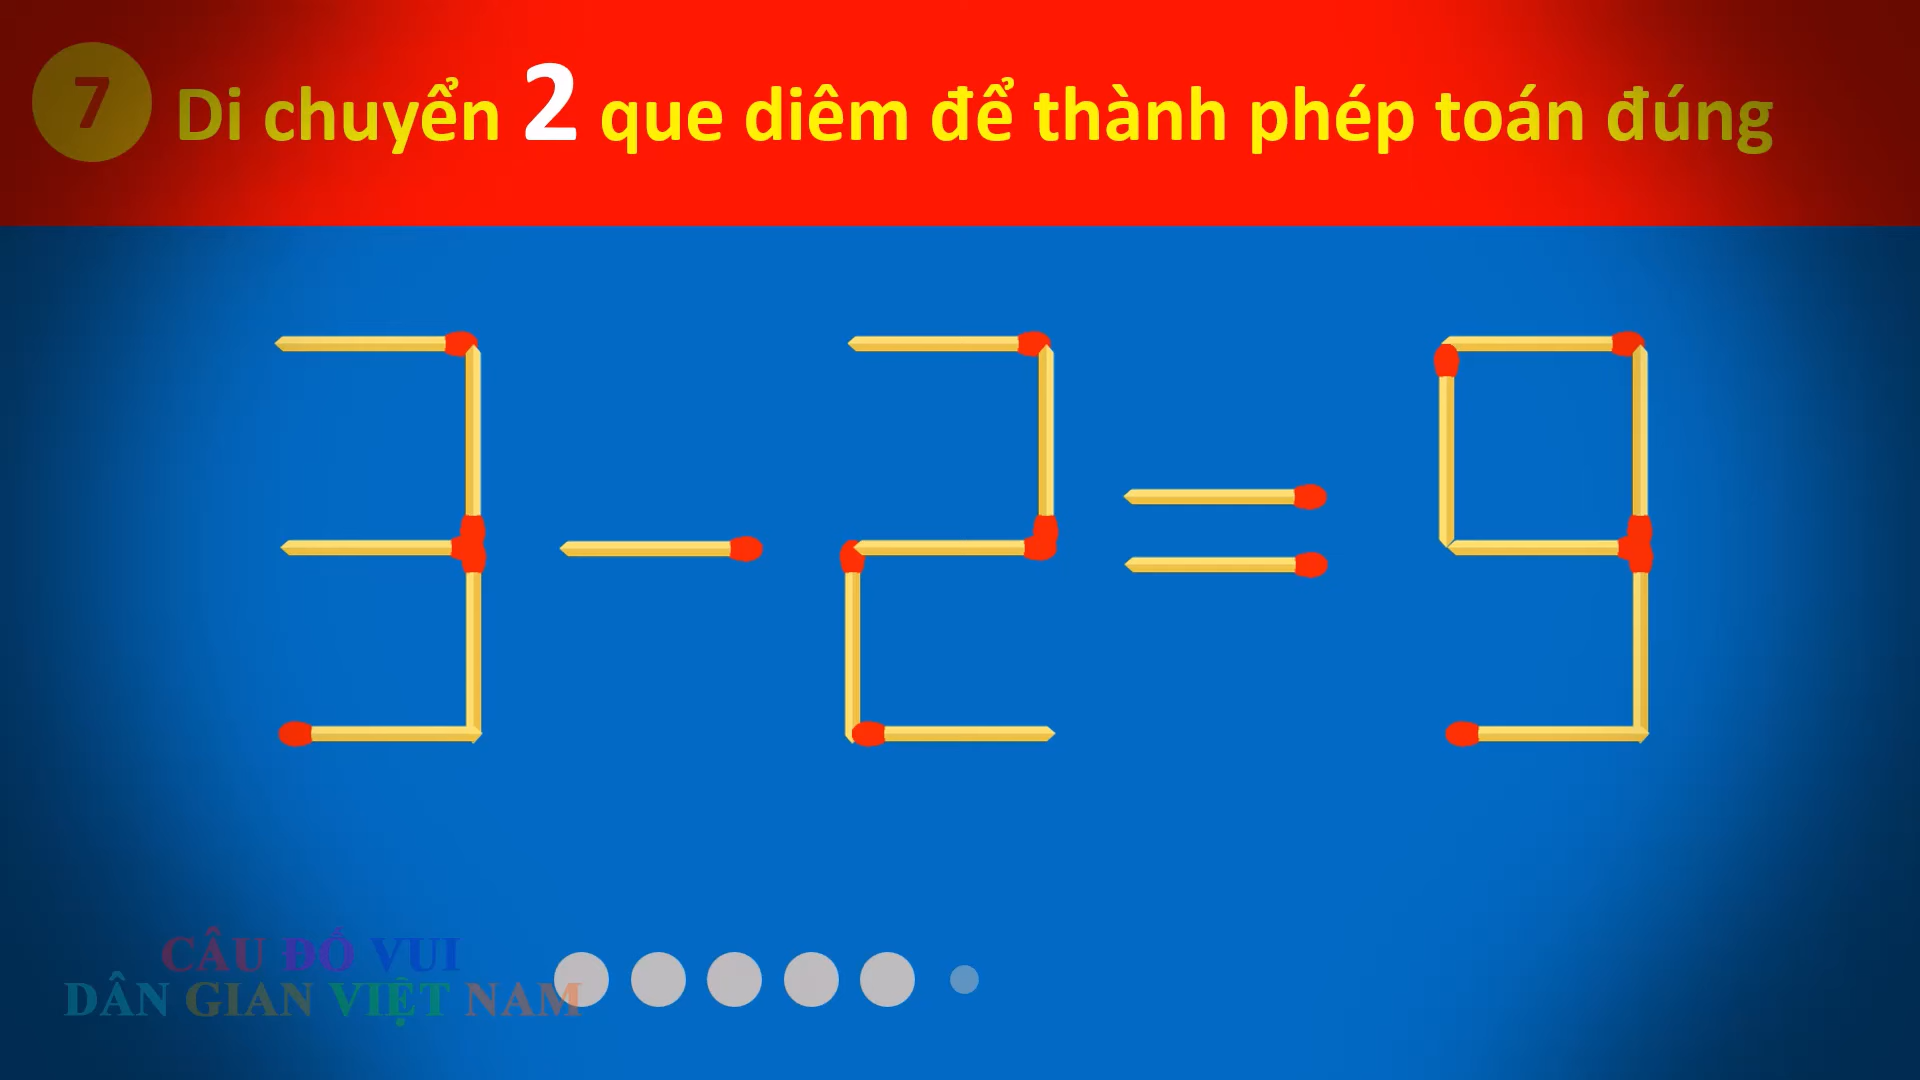 7 Di chuyển 2 que diêm để thành phép toán đúng
3 - 2 = 9
CÂU ĐỐ VUI
DÂN GIAN VIỆT NAM